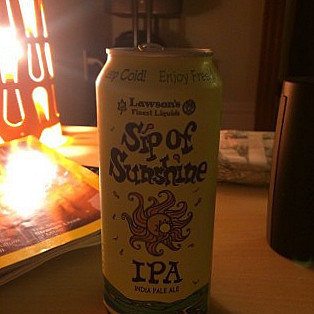 Cold! Enjoy Fresh
Lawson's
Finest Liquids
Sip of
Sunshine
IPA
INDIA PALE ALE